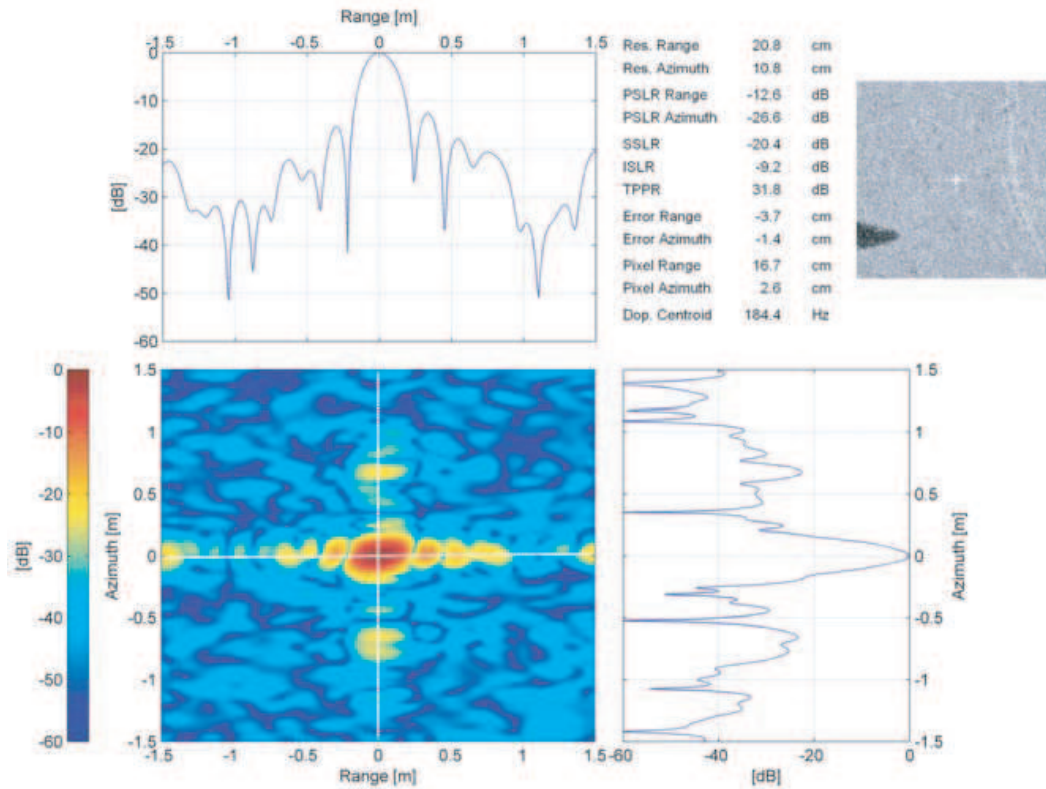 Range [m]
-1.5 -1 -0.5 0 0.5 1 1.5
0
-10
-20
-30
-40
-50
-60
[dB]
Res. Range 20.8 cm
Res. Azimuth 10.8 cm
PSLR Range -12.6 dB
PSLR Azimuth -26.6 dB
SSLR -20.4 dB
ISLR -9.2 dB
TPPR 31.8 dB
Error Range -3.7 cm
Error Azimuth -1.4 cm
Pixel Range 16.7 cm
Pixel Azimuth 2.6 cm
Dop. Centroid 184.4 Hz
0
-10
-20
-30
-40
-50
-60
[dB]
1.5
1
0.5
0
-0.5
-1
-1.5
Azimuth [m]
-1.5 -1 -0.5 0 0.5 1 1.5
Range [m]
1.5
1
0.5
0
-0.5
-1
-1.5
Azimuth [m]
-60 -40 -20 0
[dB]